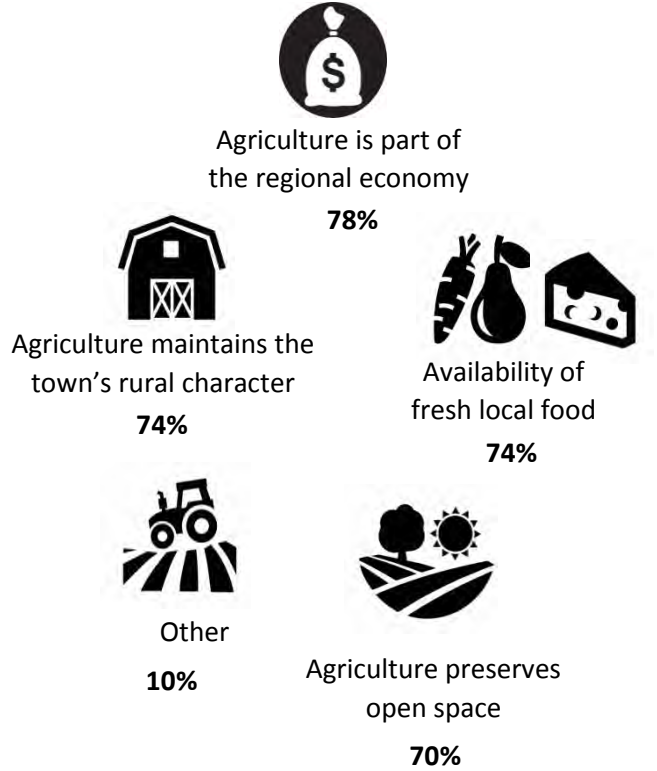 $
Agriculture is part of
the regional economy
78%
Agriculture maintains the
town’s rural character
74%
Availability of
fresh local food
74%
Other
10%
Agriculture preserves
open space
70%